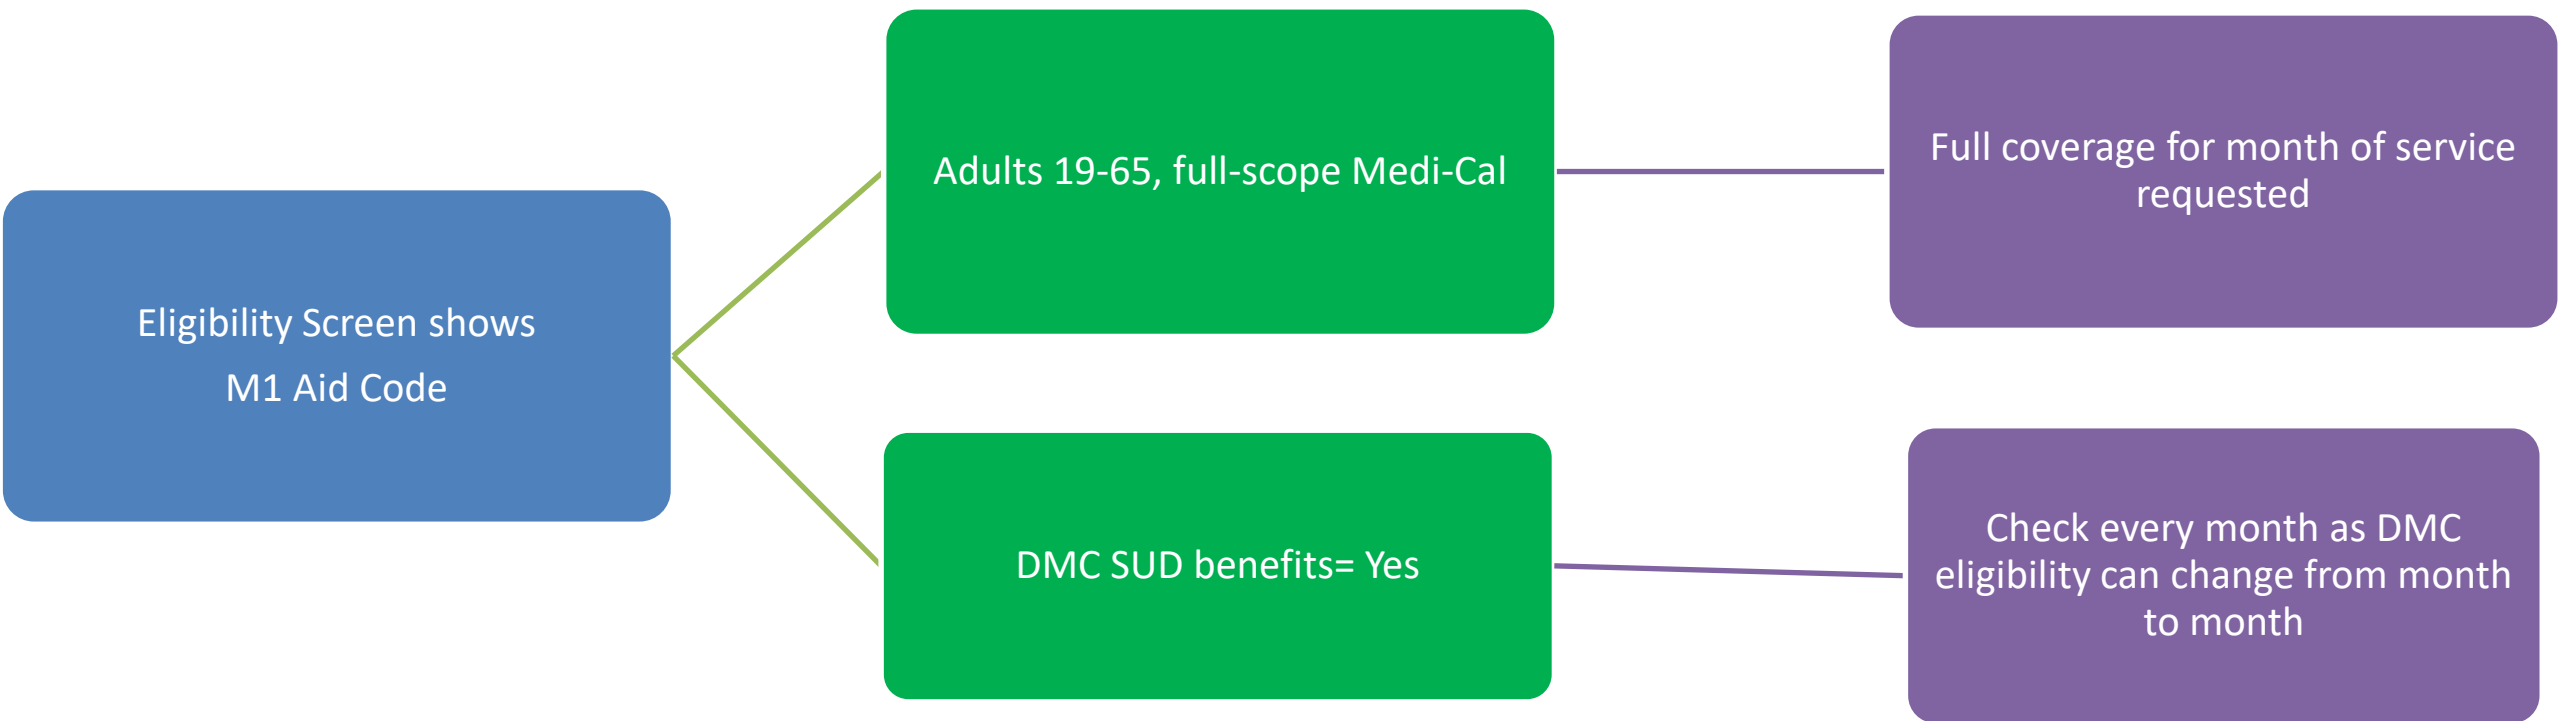 Eligibility Screen shows
M1 Aid Code
Adults 19-65, full-scope Medi-Cal
Full coverage for month of service
requested
DMC SUD benefits= Yes
Check every month as DMC
eligibility can change from month
to month